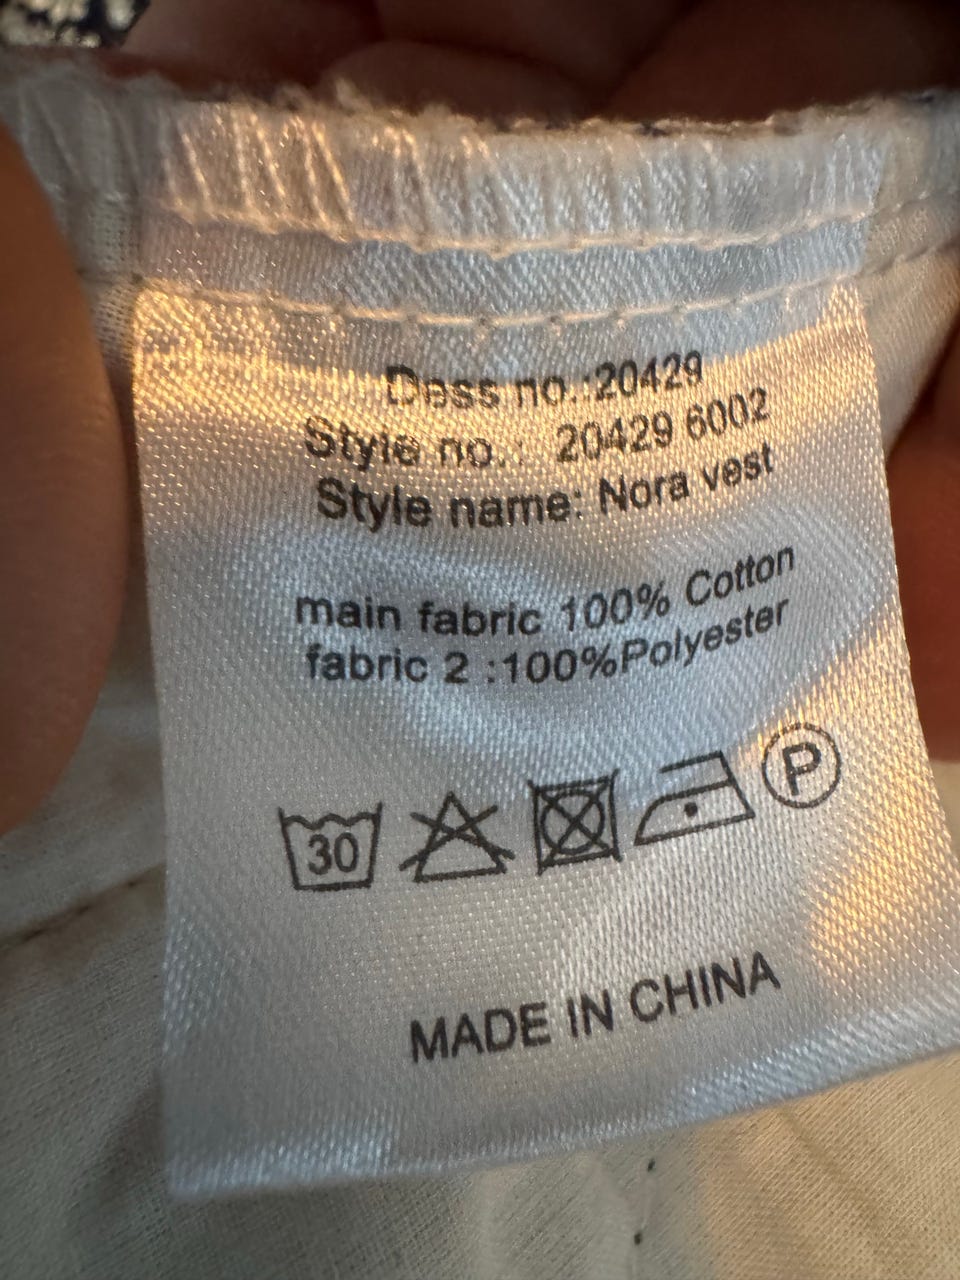 Dess no.:20429
Style no.: 20429 6002
Style name: Nora vest
main fabric 100% Cotton
fabric 2 :100%Polyester
30
P
MADE IN CHINA